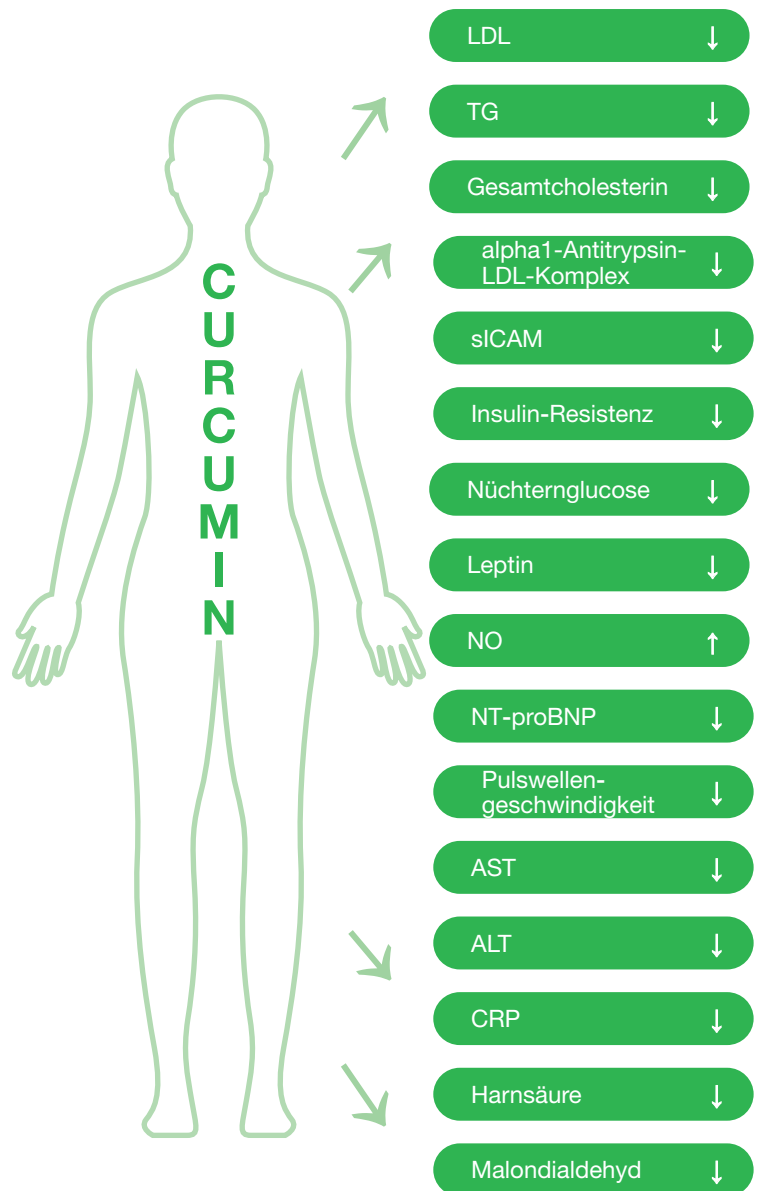 LDL ↓
TG ↓
Gesamtcholesterin ↓
alpha1-Antitrypsin-
LDL-Komplex ↓
sICAM ↓
Insulin-Resistenz ↓
Nüchternglucose ↓
Leptin ↓
NO ↑
NT-proBNP ↓
Pulswellen-
geschwindigkeit ↓
AST ↓
ALT ↓
CRP ↓
Harnsäure ↓
Malondialdehyd ↓
CURCUMIN